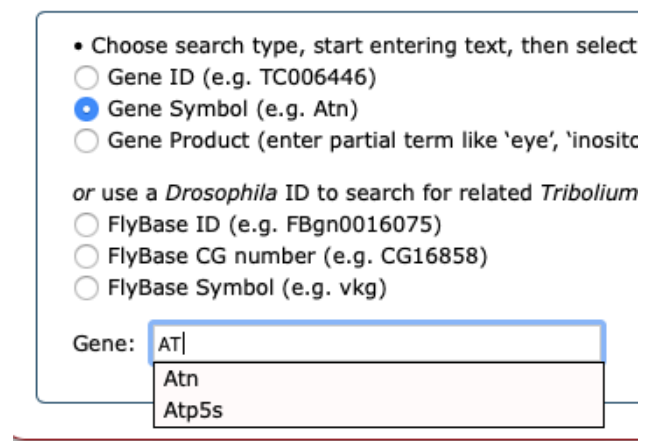 • Choose search type, start entering text, then select
Gene ID (e.g. TC006446)
Gene Symbol (e.g. Atn)
Gene Product (enter partial term like ‘eye’, ‘inosito
or use a Drosophila ID to search for related Tribolium
FlyBase ID (e.g. FBgn0016075)
FlyBase CG number (e.g. CG16858)
FlyBase Symbol (e.g. vkg)
Gene: AT
Atn
Atp5s